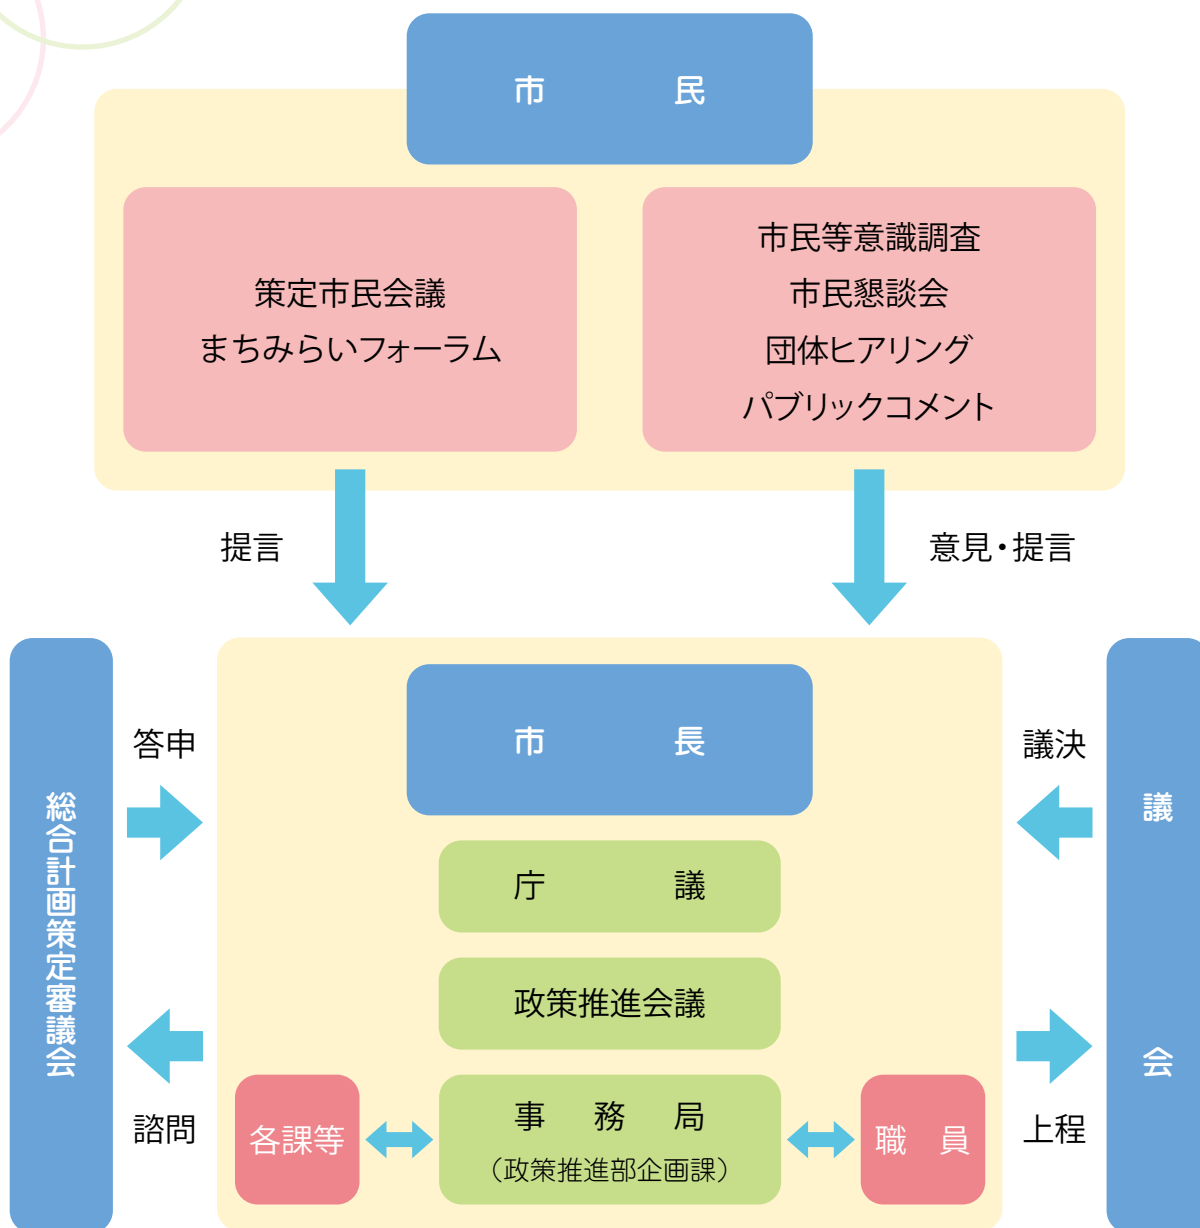 市　民
策定市民会議
まちみらいフォーラム
市民等意識調査
市民懇談会
団体ヒアリング
パブリックコメント
提言
意見・提言
総合計画策定審議会
答申
諮問
市　長
庁　議
政策推進会議
各課等
事　務　局
（政策推進部企画課）
職　員
議決
上程
議　会